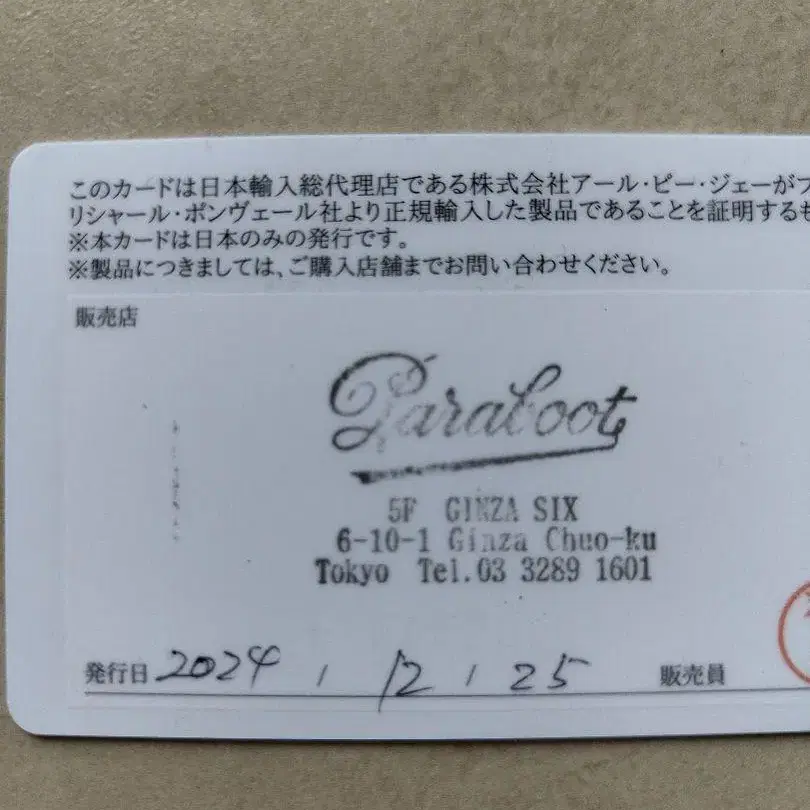 このカードは日本輸入総代理店である株式会社アール・ピー・ジェーがフ
リシャール・ポンヴェール社より正規輸入した製品であることを証明するも
※本カードは日本のみの発行です。
※製品につきましては、ご購入店舗までお問い合わせください。
販売店
Paraboot
5F GINZA SIX
6-10-1 Ginza Chuo-ku
Tokyo Tel.03 3289 1601
発行日 2024 / 12 / 25 販売員